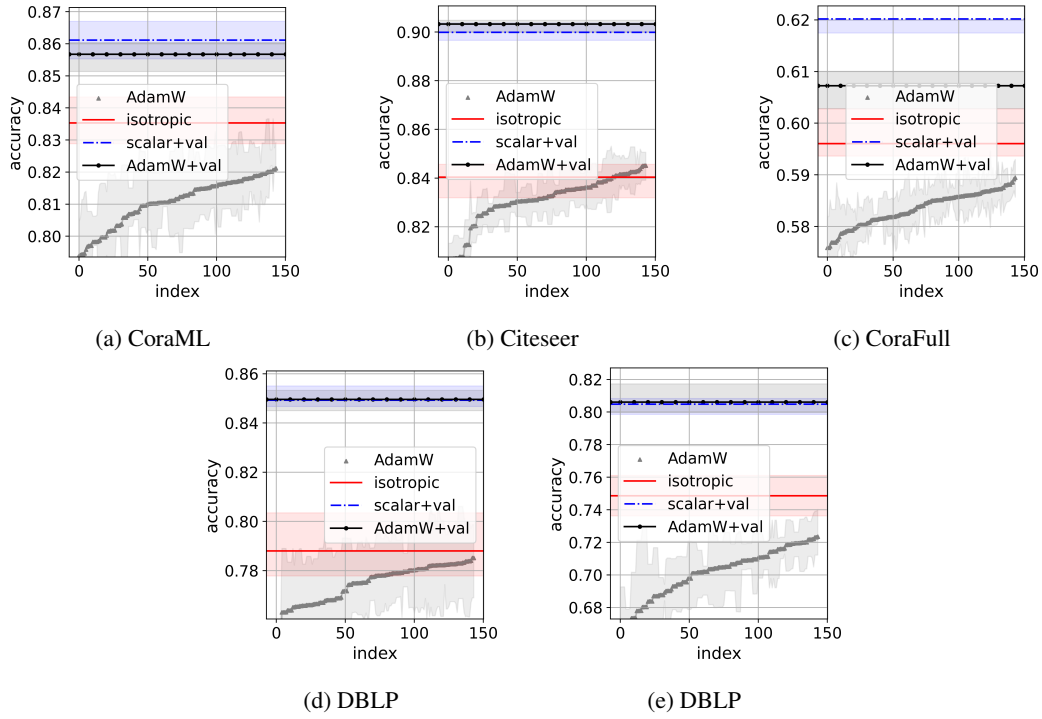 0.87
0.86
0.85
0.84
0.83
0.82
0.81
0.80
accuracy
AdamW
isotropic
scalar+val
AdamW+val
0 50 100 150
index
(a) CoraML
0.90
0.88
0.86
0.84
0.82
accuracy
AdamW
isotropic
scalar+val
AdamW+val
0 50 100 150
index
(b) Citeseer
0.62
0.61
0.60
0.59
0.58
accuracy
AdamW
isotropic
scalar+val
AdamW+val
0 50 100 150
index
(c) CoraFull
0.86
0.84
0.82
0.80
0.78
accuracy
AdamW
isotropic
scalar+val
AdamW+val
0 50 100 150
index
(d) DBLP
0.82
0.80
0.78
0.76
0.74
0.72
0.70
0.68
accuracy
AdamW
isotropic
scalar+val
AdamW+val
0 50 100 150
index
(e) DBLP